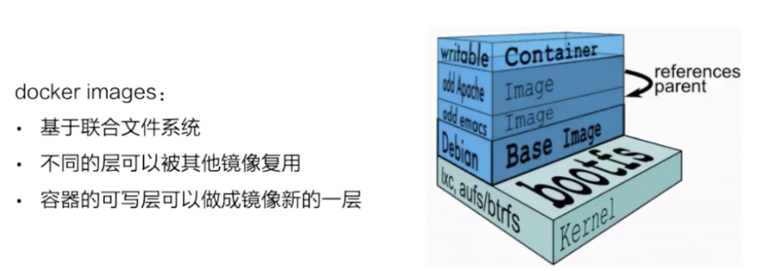 docker images：
• 基于联合文件系统
• 不同的层可以被其他镜像复用
• 容器的可写层可以做成镜像新的一层
writable Container
add Apache Image
add emacs Image
Debian Base Image
lxc, aufs/btrfs
bootfs
Kernel
references
parent